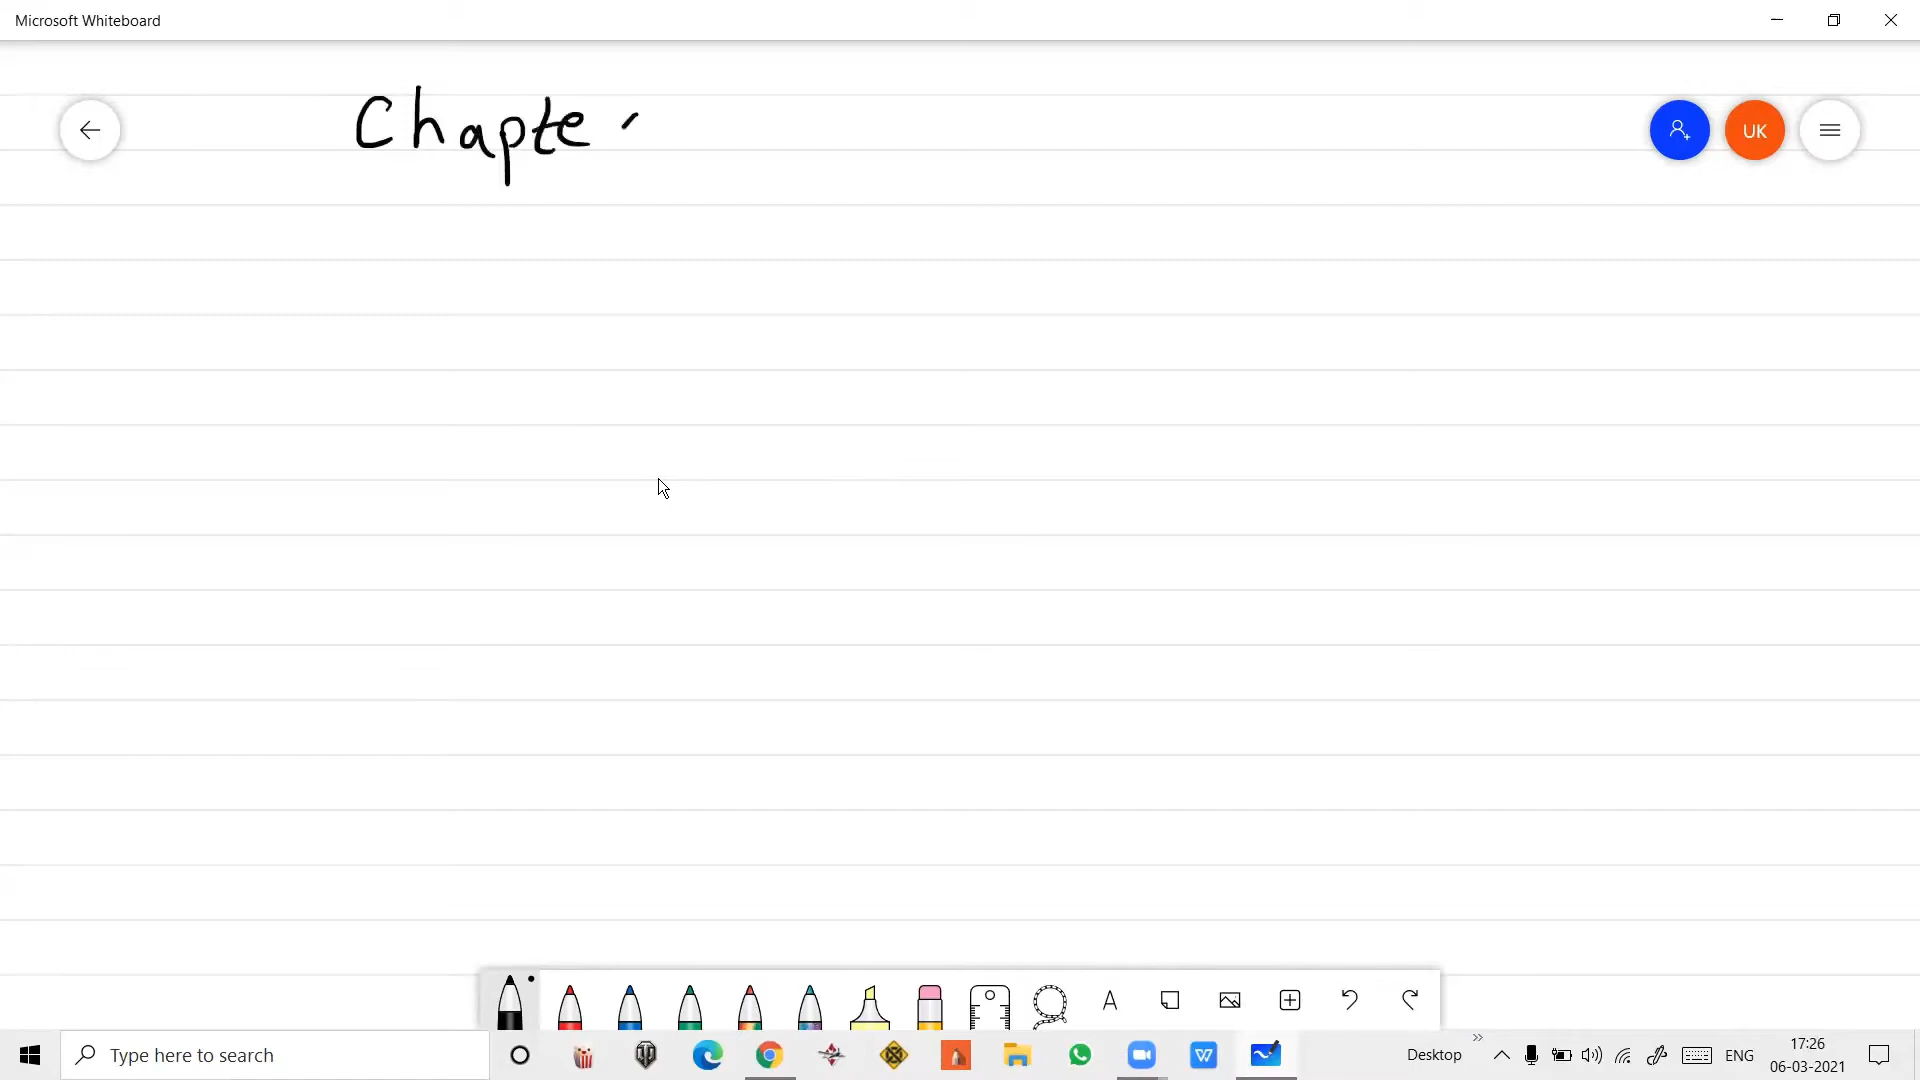 Microsoft Whiteboard
Chapte
UK
A
Type here to search
Desktop
ENG
17:26
06-03-2021